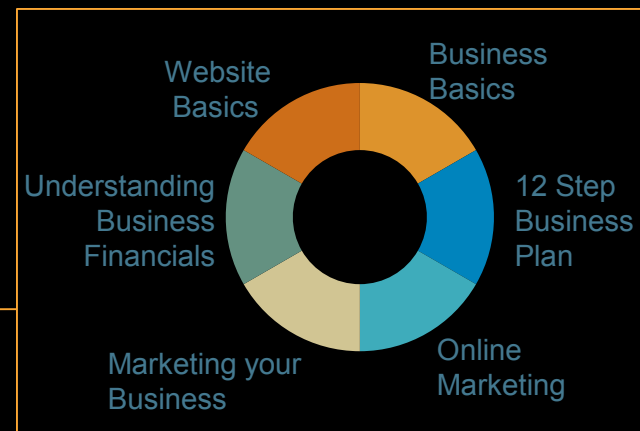 Website
Basics
Business
Basics
Understanding
Business
Financials
12 Step
Business
Plan
Marketing your
Business
Online
Marketing